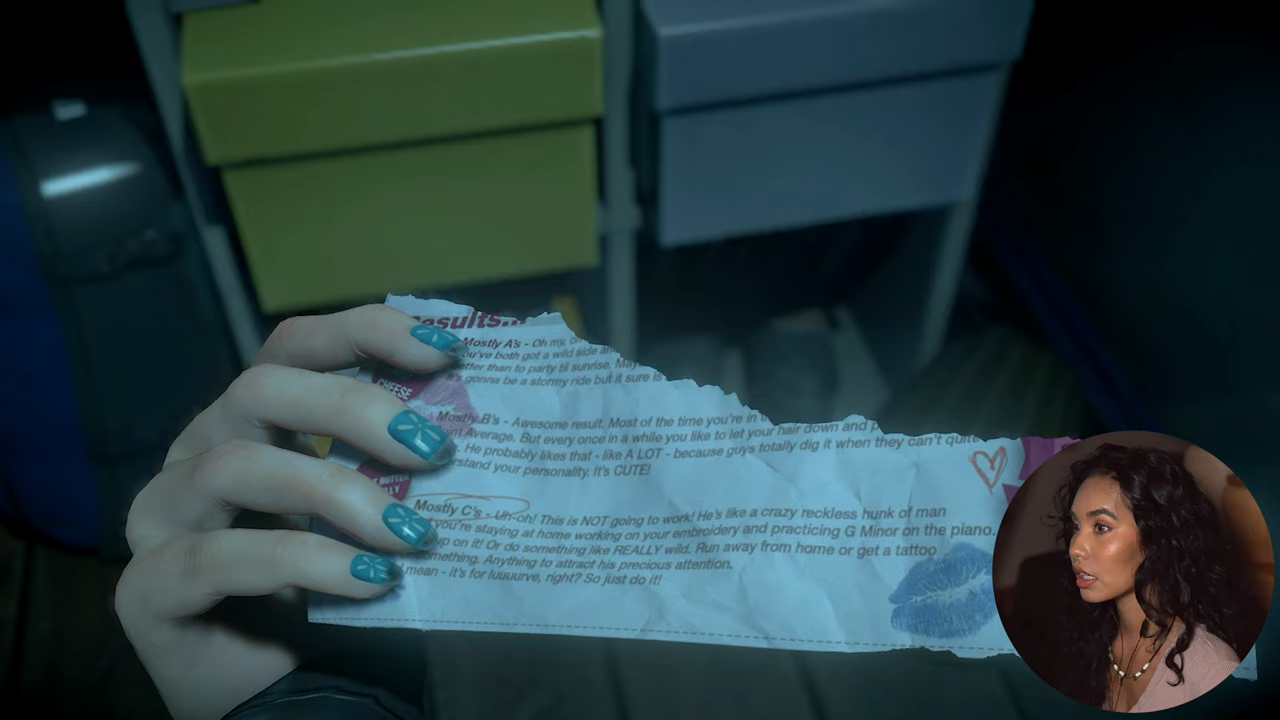 Results...
Mostly A's - Oh my,
you've both got a wild side
than to party til sunrise.
gonna be a stormy ride but it sure is
CHEESE
Mostly B's - Awesome result. Most of the time you're in
Average. But every once in a while you like to let your hair down and
He probably likes that - like A LOT - because guys totally dig it when they can't quite
your personality. It's CUTE!
BUTTER
Mostly C's - Uh-oh! This is NOT going to work! He's like a crazy reckless hunk of man
you're staying at home working on your embroidery and practicing G Minor on the piano.
on it! Or do something like REALLY wild. Run away from home or get a tattoo
something. Anything to attract his precious attention.
mean - it's for luuuurve, right? So just do it!